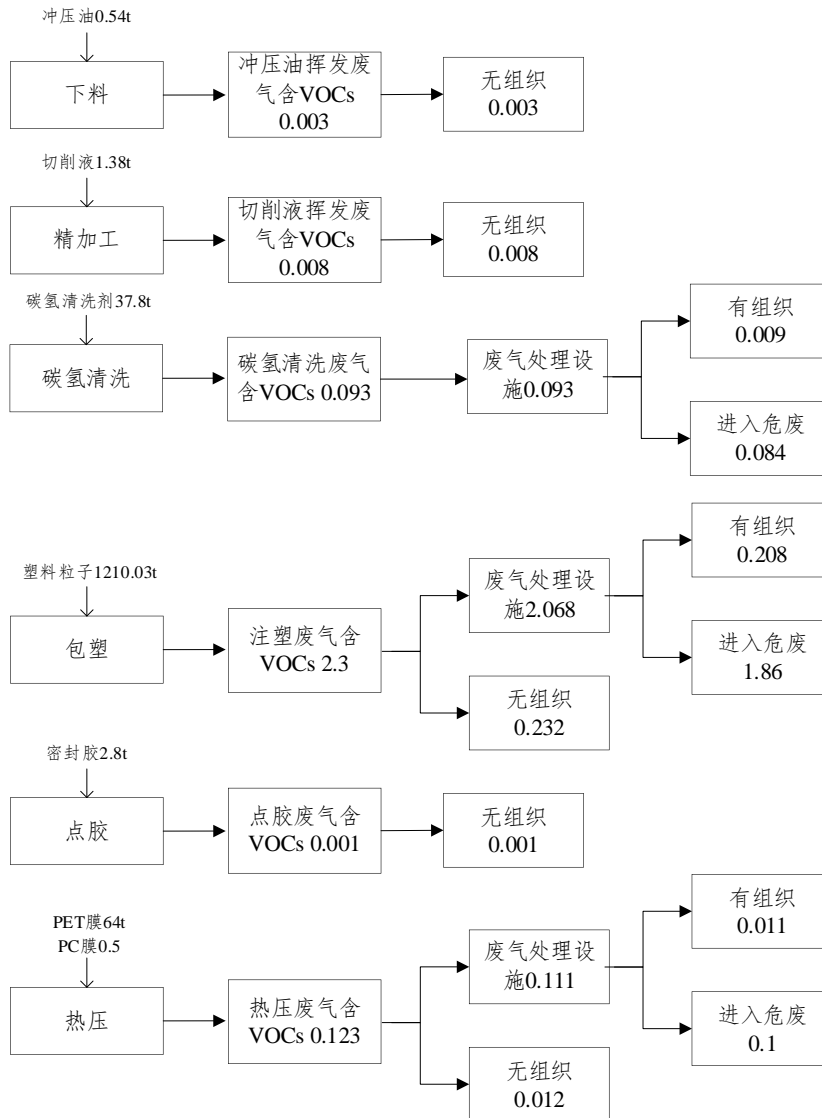 冲压油0.54t
下料
冲压油挥发废
气含VOCs
0.003
无组织
0.003
切削液1.38t
精加工
切削液挥发废
气含VOCs
0.008
无组织
0.008
碳氢清洗剂37.8t
碳氢清洗
碳氢清洗废气
含VOCs 0.093
废气处理设
施0.093
有组织
0.009
进入危废
0.084
塑料粒子1210.03t
包塑
注塑废气含
VOCs 2.3
废气处理设
施2.068
有组织
0.208
进入危废
1.86
无组织
0.232
密封胶2.8t
点胶
点胶废气含
VOCs 0.001
无组织
0.001
PET膜64t
PC膜0.5
热压
热压废气含
VOCs 0.123
废气处理设
施0.111
有组织
0.011
进入危废
0.1
无组织
0.012